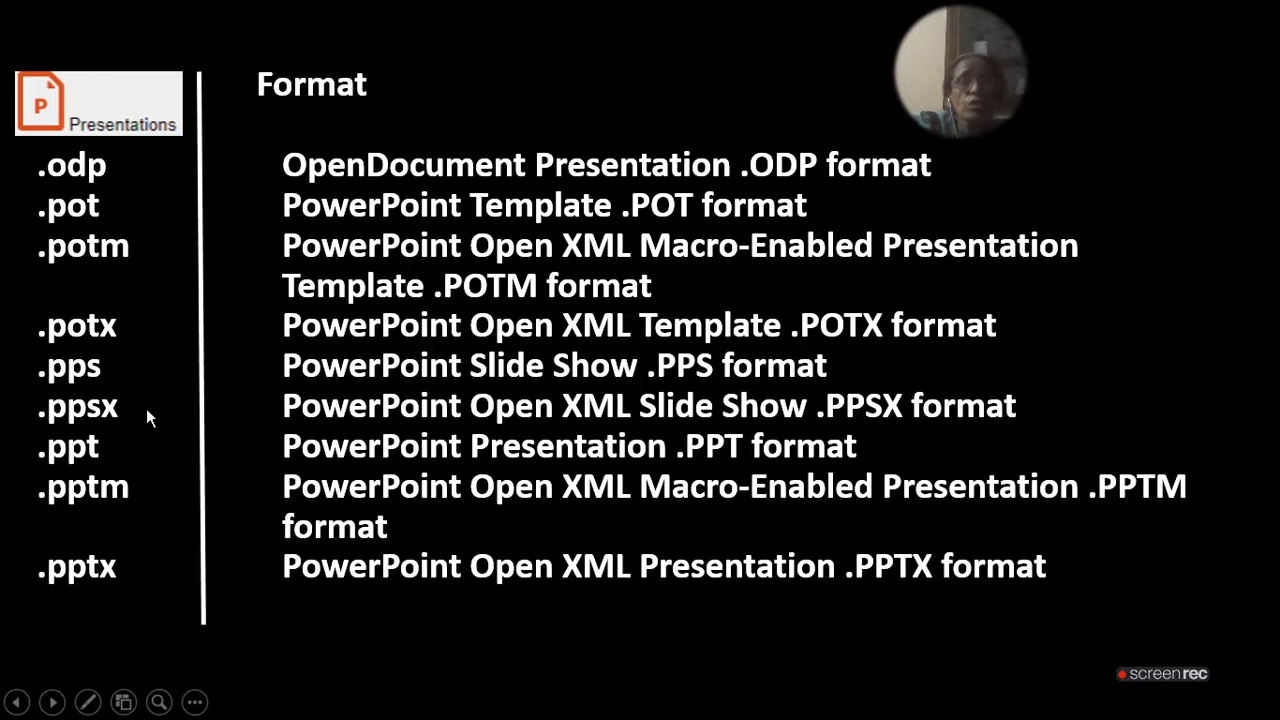 Format
P
Presentations
.odp OpenDocument Presentation .ODP format
.pot PowerPoint Template .POT format
.potm PowerPoint Open XML Macro-Enabled Presentation
Template .POTM format
.potx PowerPoint Open XML Template .POTX format
.pps PowerPoint Slide Show .PPS format
.ppsx PowerPoint Open XML Slide Show .PPSX format
.ppt PowerPoint Presentation .PPT format
.pptm PowerPoint Open XML Macro-Enabled Presentation .PPTM
format
.pptx PowerPoint Open XML Presentation .PPTX format
screenrec